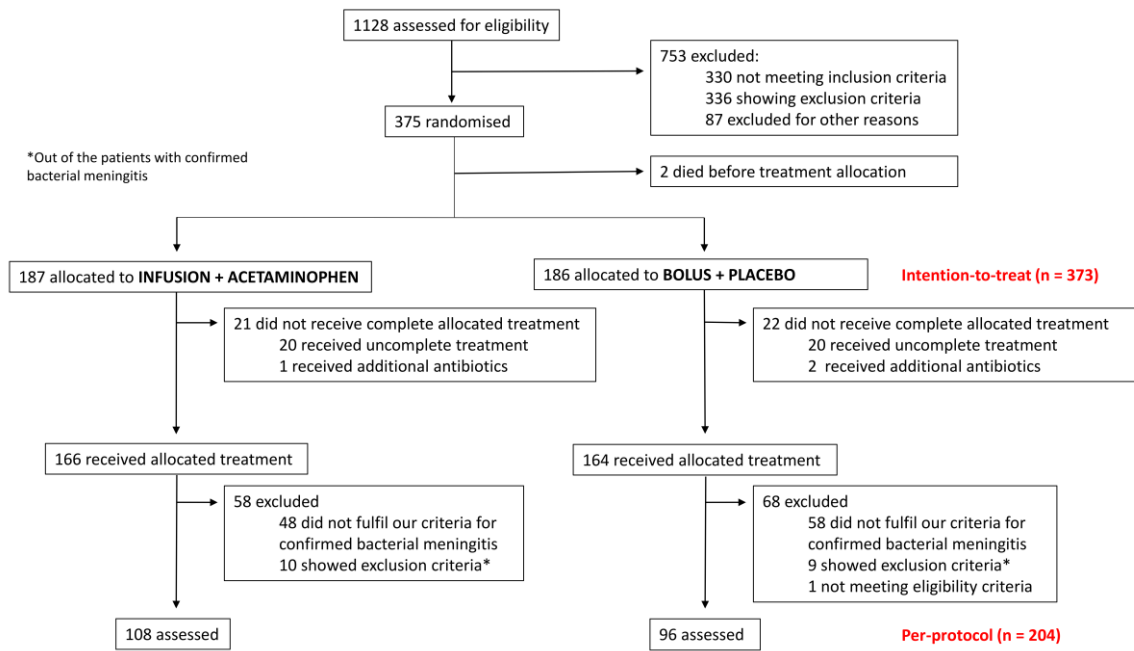 1128 assessed for eligibility
753 excluded:
330 not meeting inclusion criteria
336 showing exclusion criteria
87 excluded for other reasons
375 randomised
*Out of the patients with confirmed
bacterial meningitis
2 died before treatment allocation
187 allocated to INFUSION + ACETAMINOPHEN
186 allocated to BOLUS + PLACEBO
Intention-to-treat (n = 373)
21 did not receive complete allocated treatment
20 received uncomplete treatment
1 received additional antibiotics
22 did not receive complete allocated treatment
20 received uncomplete treatment
2 received additional antibiotics
166 received allocated treatment
164 received allocated treatment
58 excluded
48 did not fulfil our criteria for
confirmed bacterial meningitis
10 showed exclusion criteria*
68 excluded
58 did not fulfil our criteria for
confirmed bacterial meningitis
9 showed exclusion criteria*
1 not meeting eligibility criteria
108 assessed
96 assessed
Per-protocol (n = 204)